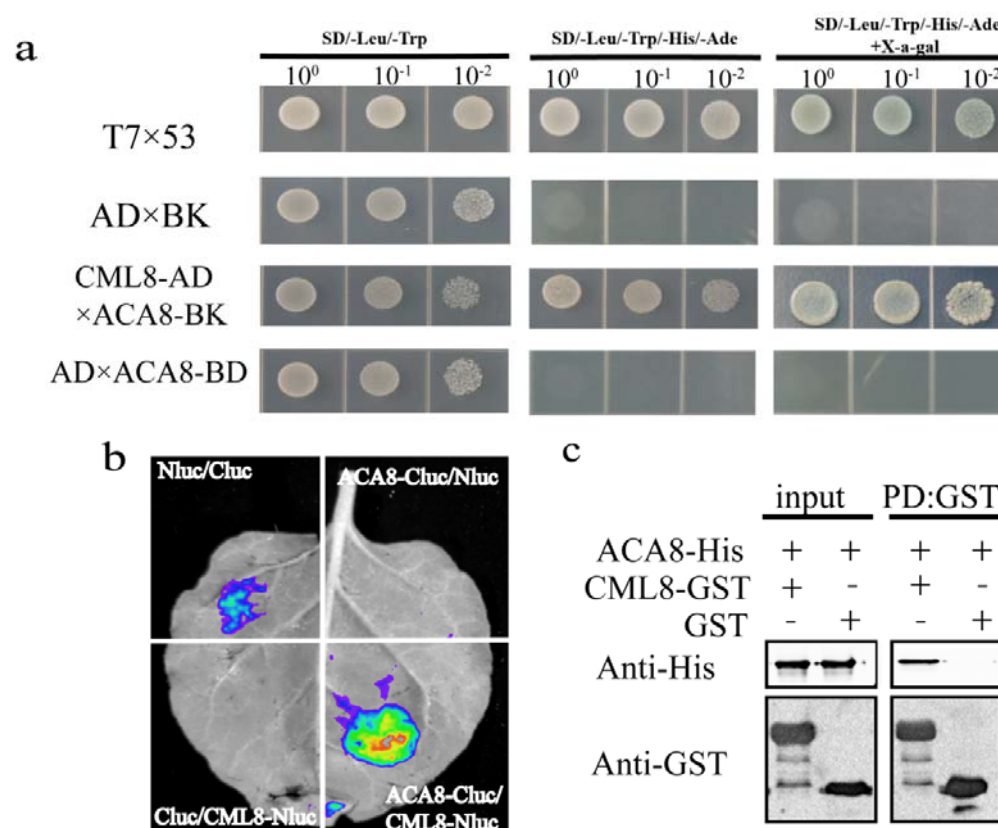 a
SD/-Leu/-Trp
SD/-Leu/-Trp/-His/-Ade
SD/-Leu/-Trp/-His/-Ade
+X-a-gal
10⁰ 10⁻¹ 10⁻² 10⁰ 10⁻¹ 10⁻² 10⁰ 10⁻¹ 10⁻²
T7×53
AD×BK
CML8-AD
×ACA8-BK
AD×ACA8-BD
b
Nluc/Cluc
ACA8-Cluc/Nluc
Cluc/CML8-Nluc
ACA8-Cluc/
CML8-Nluc
c
input PD:GST
ACA8-His + + + +
CML8-GST + - + -
GST - + - +
Anti-His
Anti-GST